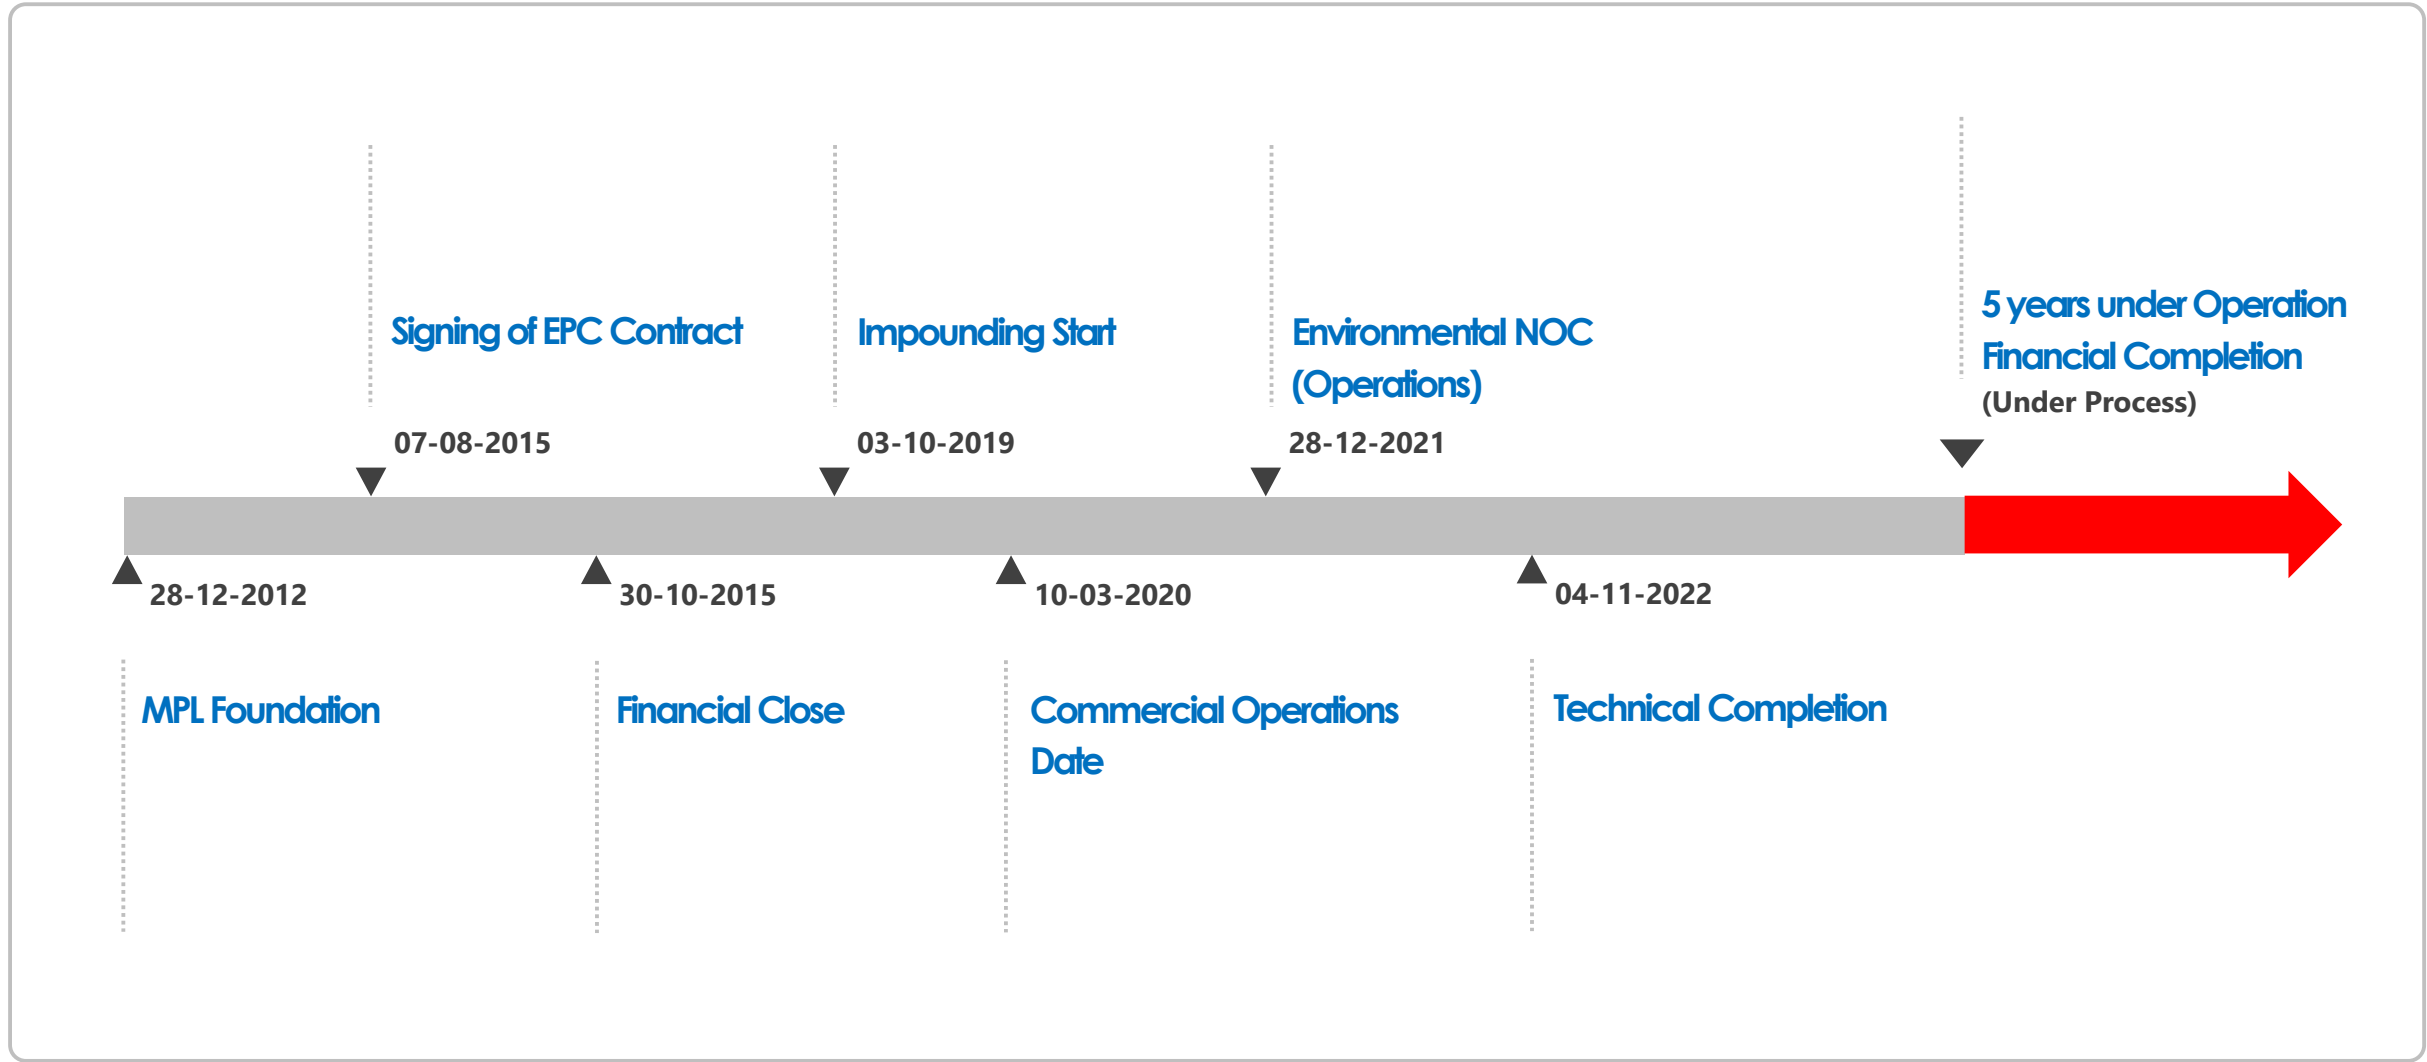 Signing of EPC Contract
07-08-2015
Impounding Start
03-10-2019
Environmental NOC
(Operations)
28-12-2021
5 years under Operation
Financial Completion
(Under Process)
28-12-2012
MPL Foundation
30-10-2015
Financial Close
10-03-2020
Commercial Operations
Date
04-11-2022
Technical Completion